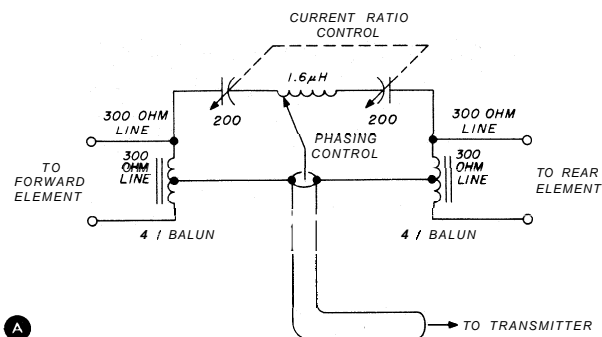 CURRENT RATIO
CONTROL
1.6µH
200
200
300 OHM
LINE
300 OHM
LINE
PHASING
CONTROL
300
OHM
LINE
300
OHM
LINE
TO
FORWARD
ELEMENT
TO REAR
ELEMENT
4 / BALUN
4 / BALUN
A
TO TRANSMITTER